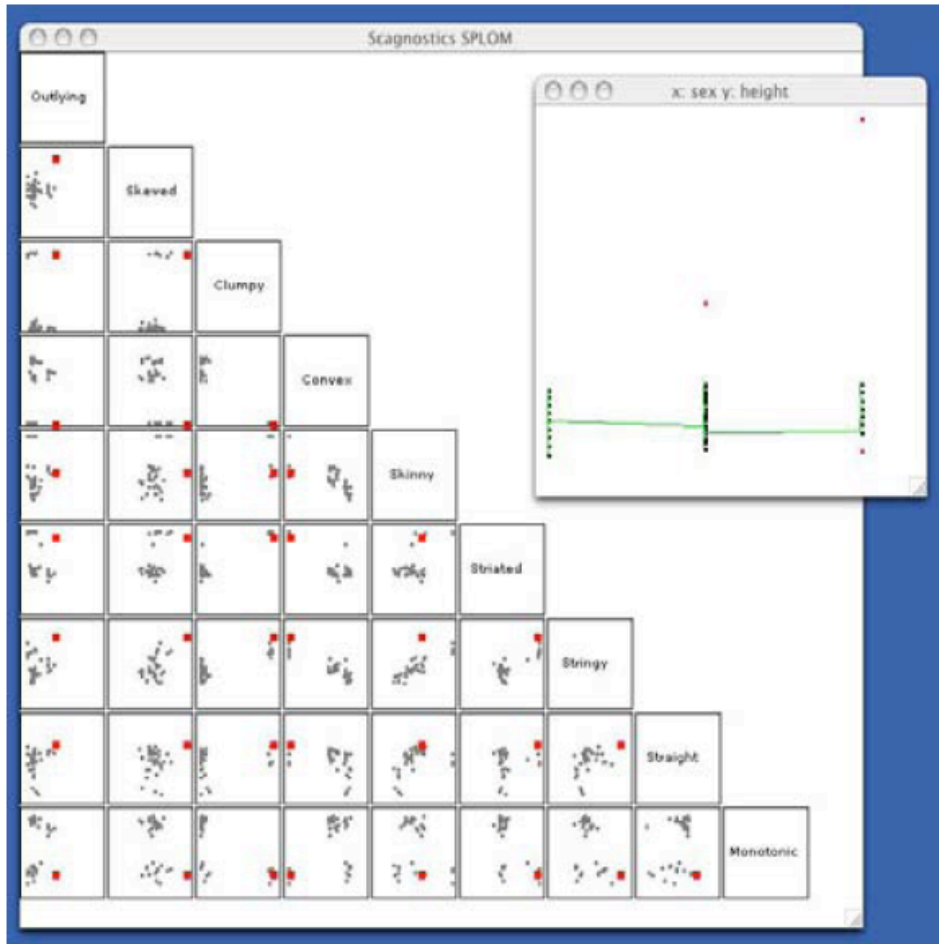 Scagnostics SPLOM
x: sex y: height
Outlying
Skewed
Clumpy
Convex
Skinny
Striated
Stringy
Straight
Monotonic